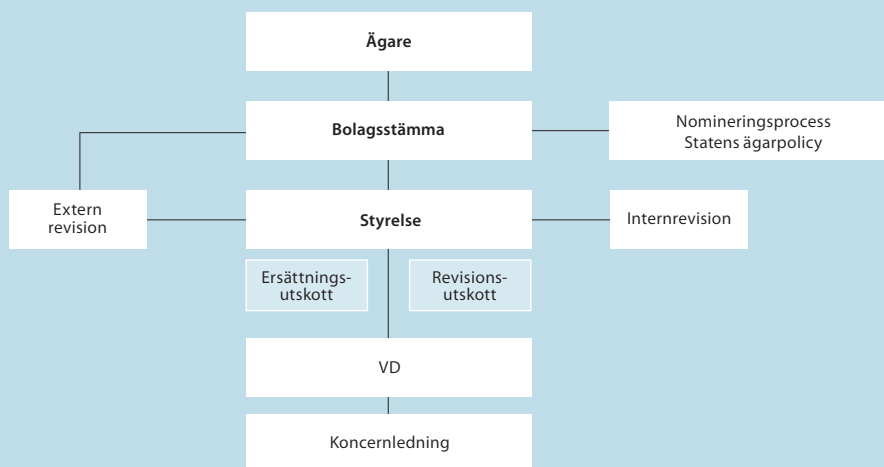 Ägare
Bolagsstämma
Nomineringsprocess
Statens ägarpolicy
Extern
revision
Styrelse
Internrevision
Ersättnings-
utskott
Revisions-
utskott
VD
Koncernledning